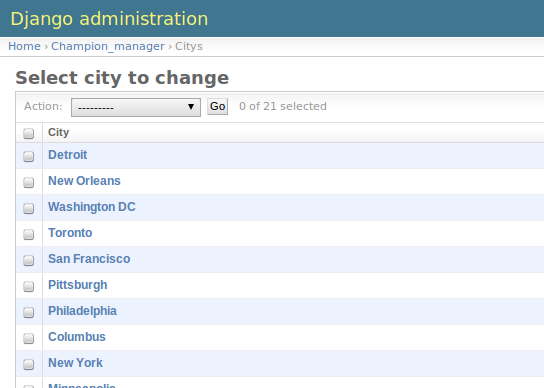 Django administration
Home › Champion_manager › Citys
Select city to change
Action: --------- Go 0 of 21 selected
City
Detroit
New Orleans
Washington DC
Toronto
San Francisco
Pittsburgh
Philadelphia
Columbus
New York
Minneapolis